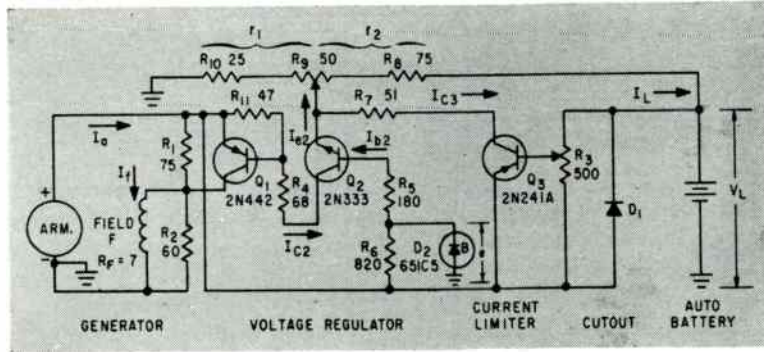 r1 r2
R10 25 R9 50 R8 75
R11 47 R7 51 IC3 IL
Ia Ie2 Ib2
R1 75
If
Q1 2N442
R4 68
Q2 2N333
R5 180
Q3 2N241A
R3 500
D1
VL
+
ARM.
-
FIELD F
RF = 7
R2 60
IC2
R6 820
D2 651C5
B
e
GENERATOR VOLTAGE REGULATOR CURRENT LIMITER CUTOUT AUTO BATTERY